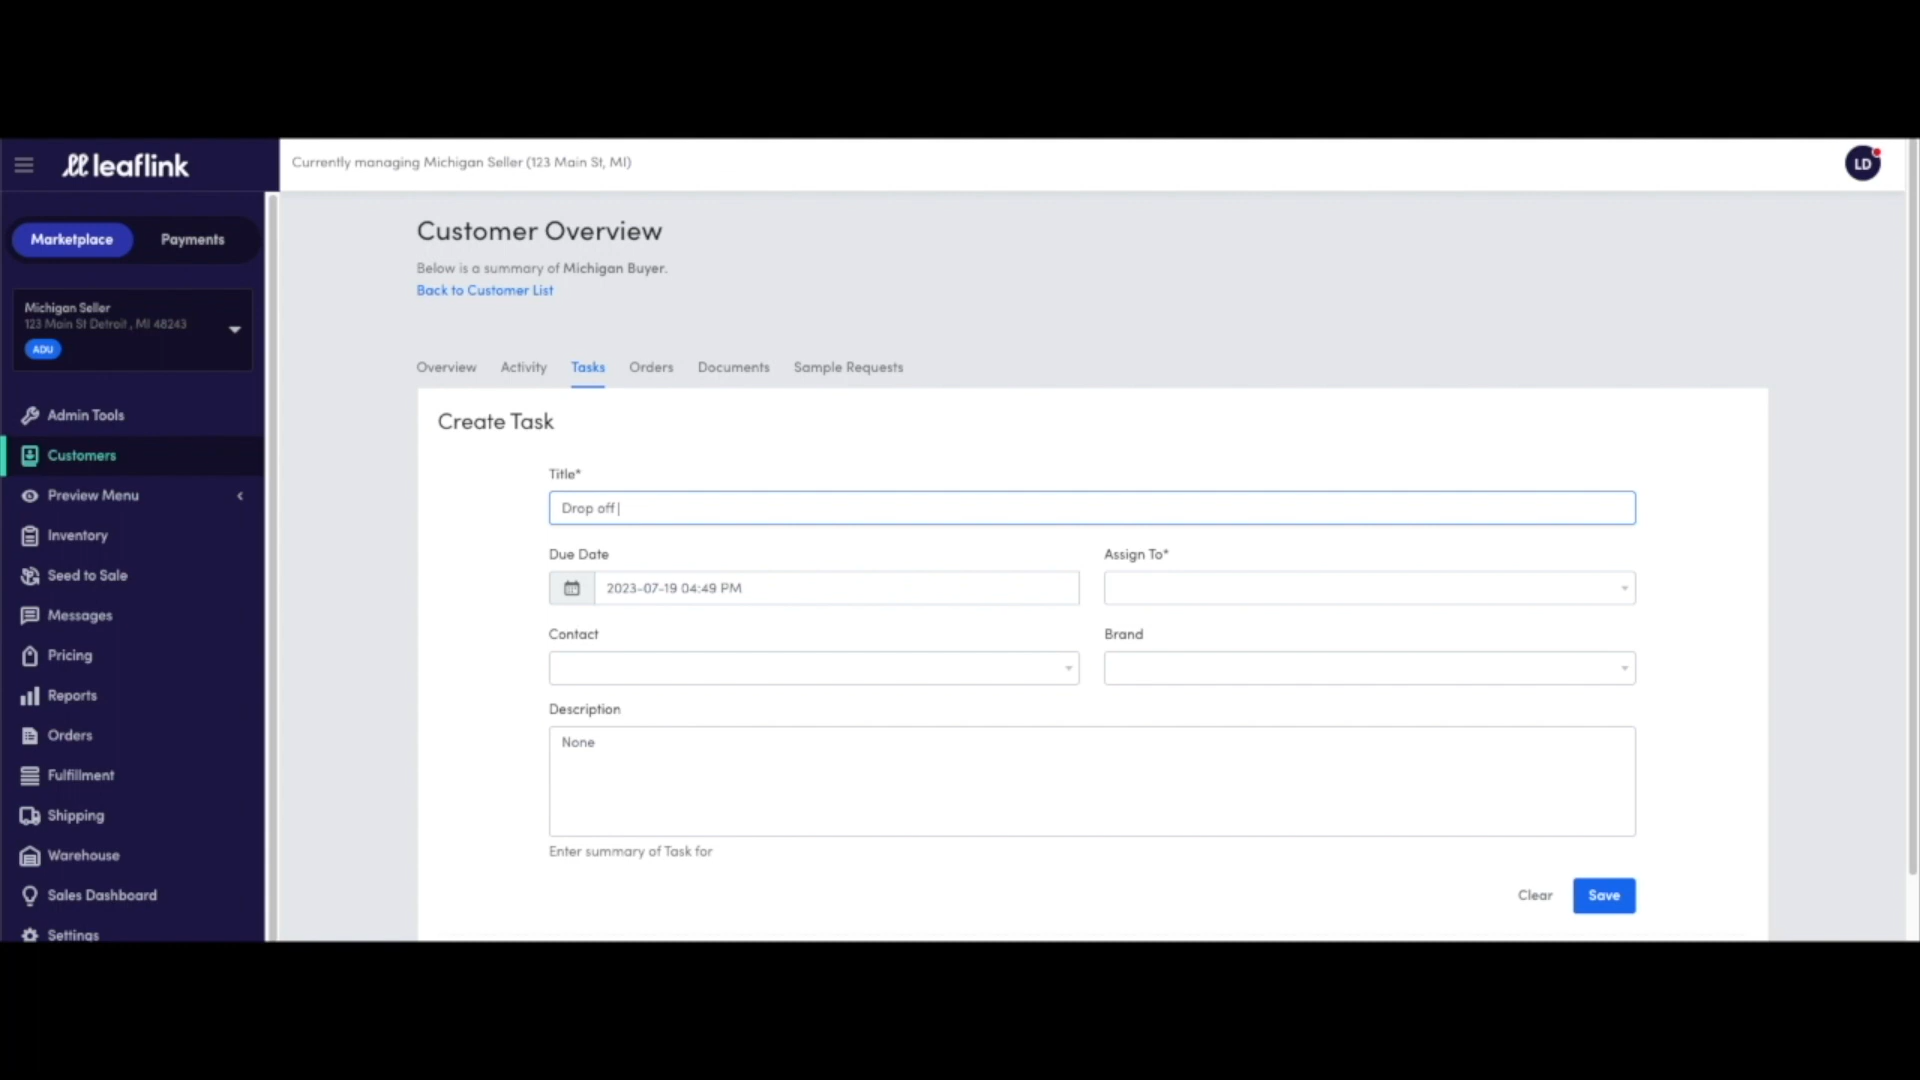 leaflink
Currently managing Michigan Seller (123 Main St, MI)
LD
Marketplace
Payments
Michigan Seller
123 Main St Detroit , MI 48243
ADU
Admin Tools
Customers
Preview Menu
Inventory
Seed to Sale
Messages
Pricing
Reports
Orders
Fulfillment
Shipping
Warehouse
Sales Dashboard
Settings
Customer Overview
Below is a summary of Michigan Buyer.
Back to Customer List
Overview Activity Tasks Orders Documents Sample Requests
Create Task
Title*
Drop off
Due Date
2023-07-19 04:49 PM
Assign To*
Contact
Brand
Description
None
Enter summary of Task for
Clear
Save